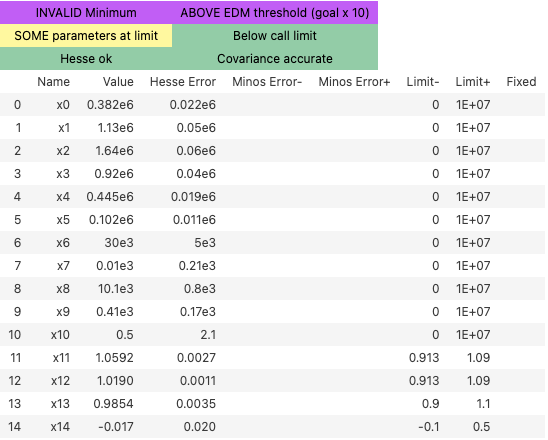 INVALID Minimum ABOVE EDM threshold (goal x 10)
SOME parameters at limit Below call limit
Hesse ok Covariance accurate
Name Value Hesse Error Minos Error- Minos Error+ Limit- Limit+ Fixed
0 x0 0.382e6 0.022e6 0 1E+07
1 x1 1.13e6 0.05e6 0 1E+07
2 x2 1.64e6 0.06e6 0 1E+07
3 x3 0.92e6 0.04e6 0 1E+07
4 x4 0.445e6 0.019e6 0 1E+07
5 x5 0.102e6 0.011e6 0 1E+07
6 x6 30e3 5e3 0 1E+07
7 x7 0.01e3 0.21e3 0 1E+07
8 x8 10.1e3 0.8e3 0 1E+07
9 x9 0.41e3 0.17e3 0 1E+07
10 x10 0.5 2.1 0 1E+07
11 x11 1.0592 0.0027 0.913 1.09
12 x12 1.0190 0.0011 0.913 1.09
13 x13 0.9854 0.0035 0.9 1.1
14 x14 -0.017 0.020 -0.1 0.5